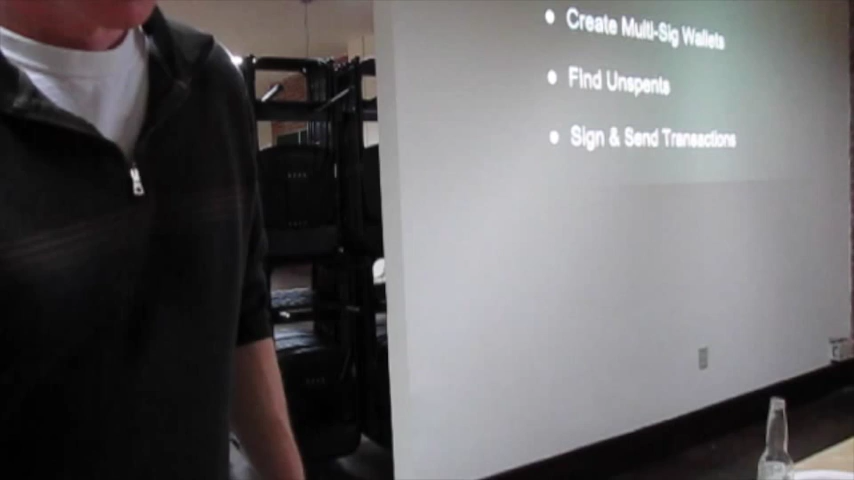 Create Multi-Sig Wallets
Find Unspents
Sign & Send Transactions